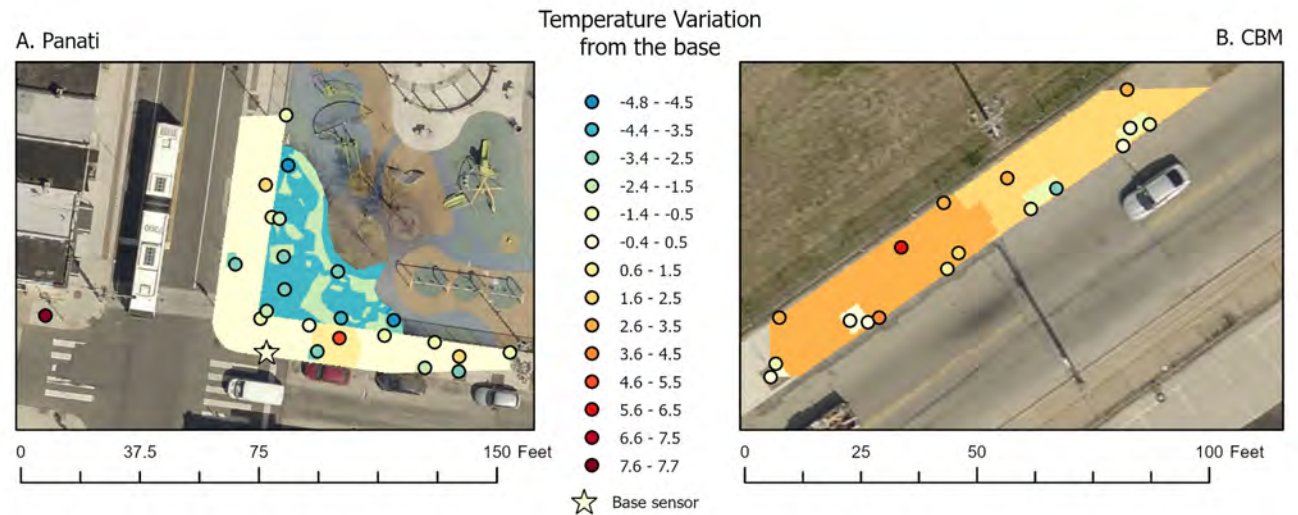 Temperature Variation
from the base
A. Panati
B. CBM
-4.8 - -4.5
-4.4 - -3.5
-3.4 - -2.5
-2.4 - -1.5
-1.4 - -0.5
-0.4 - 0.5
0.6 - 1.5
1.6 - 2.5
2.6 - 3.5
3.6 - 4.5
4.6 - 5.5
5.6 - 6.5
6.6 - 7.5
7.6 - 7.7
Base sensor
0 37.5 75 150 Feet
0 25 50 100 Feet